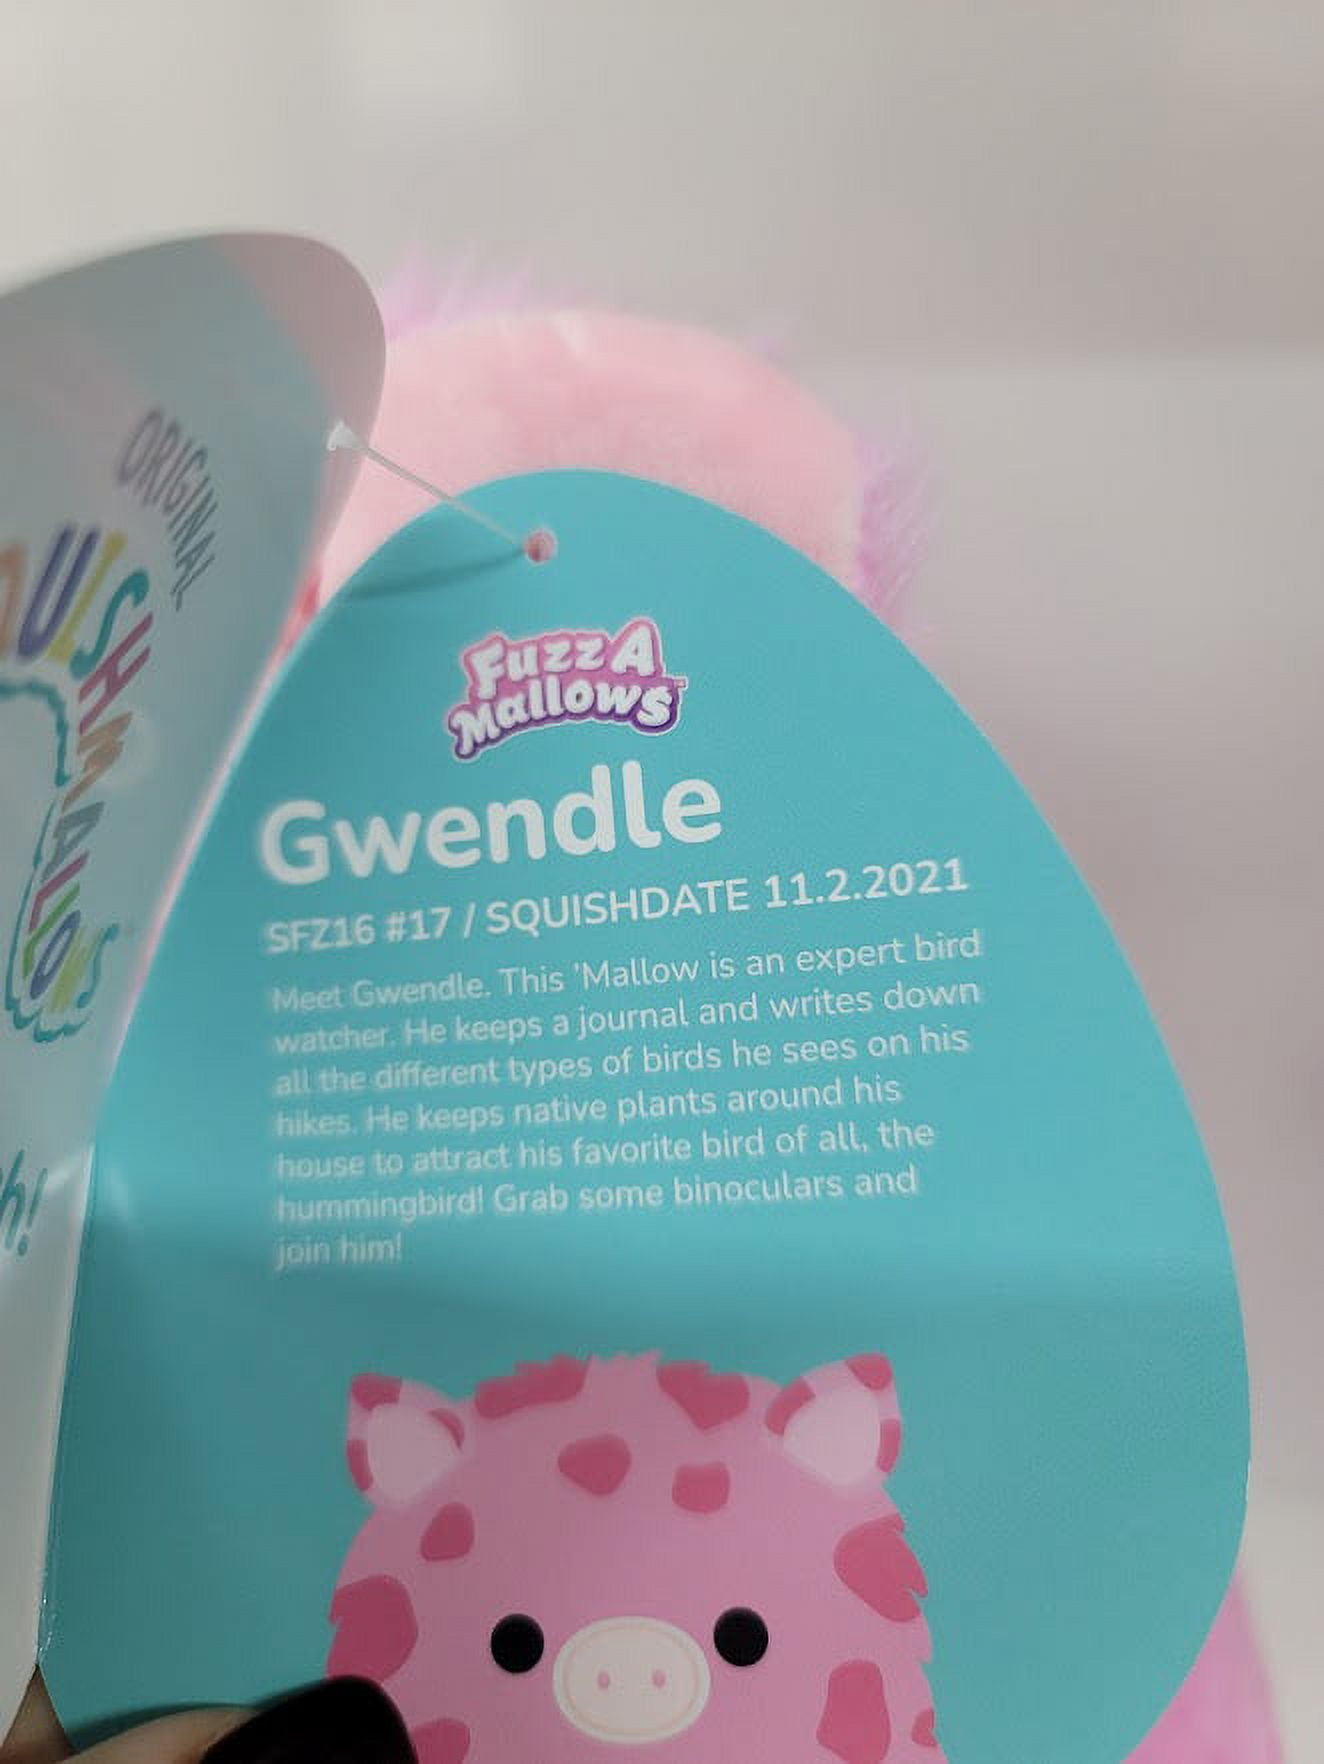 ORIGINAL
SQUISHMALLOWS
Fuzz A
Mallows™
Gwendle
SFZ16 #17 / SQUISHDATE 11.2.2021
Meet Gwendle. This 'Mallow is an expert bird
watcher. He keeps a journal and writes down
all the different types of birds he sees on his
hikes. He keeps native plants around his
house to attract his favorite bird of all, the
hummingbird! Grab some binoculars and
join him!